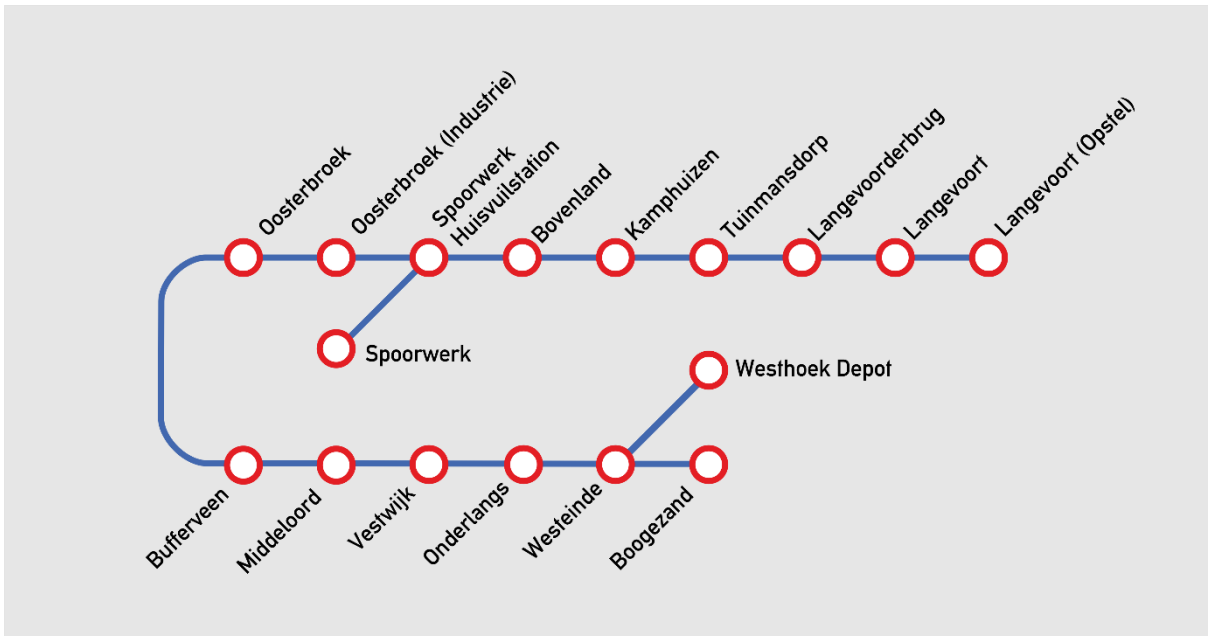 Oosterbroek
Oosterbroek (Industrie)
Spoorwerk
Huisvuilstation
Bovenland
Kamphuizen
Tuinmansdorp
Langevoorderbrug
Langevoort
Langevoort (Opstel)
Spoorwerk
Westhoek Depot
Bufferveen
Middeloord
Vestwijk
Onderlangs
Westeinde
Boogezand